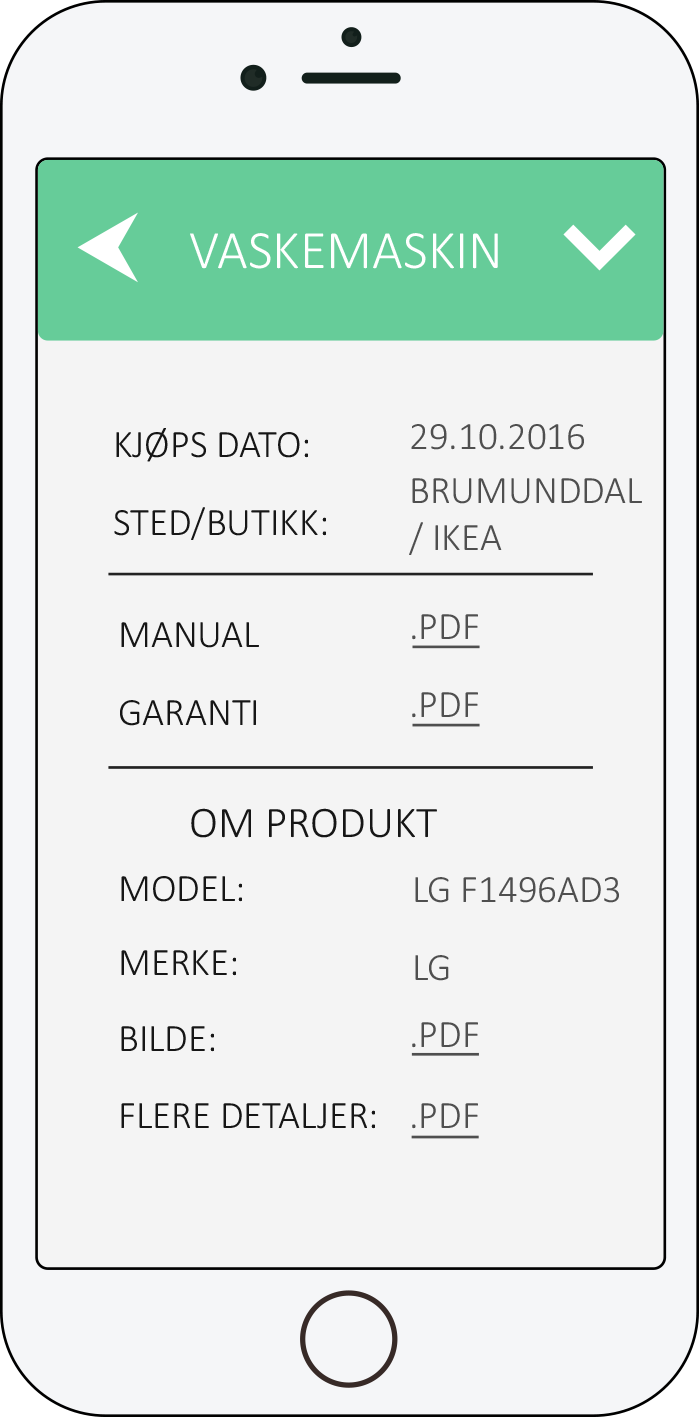 VASKEMASKIN
KJØPS DATO: 29.10.2016
STED/BUTIKK: BRUMUNDDAL
/ IKEA
MANUAL .PDF
GARANTI .PDF
OM PRODUKT
MODEL: LG F1496AD3
MERKE: LG
BILDE: .PDF
FLERE DETALJER: .PDF